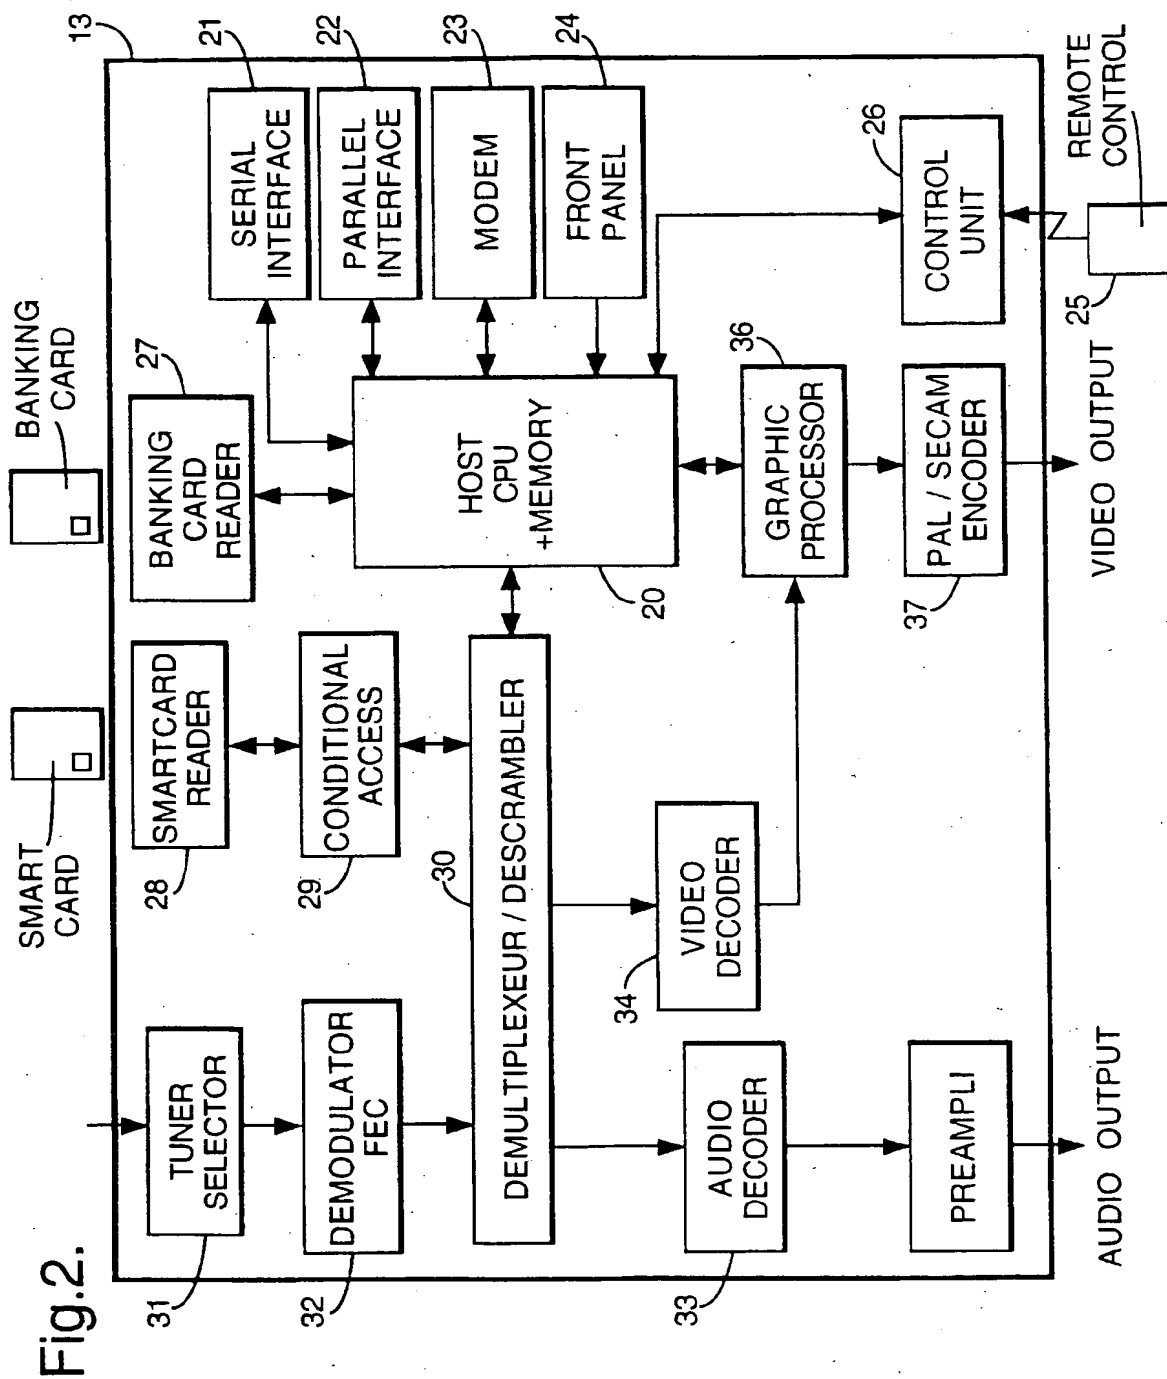 Fig.2.
SMART
CARD
BANKING
CARD
13
31
TUNER
SELECTOR
28
SMARTCARD
READER
27
BANKING
CARD
READER
21
SERIAL
INTERFACE
22
PARALLEL
INTERFACE
23
MODEM
24
FRONT
PANEL
32
DEMODULATOR
FEC
29
CONDITIONAL
ACCESS
30
DEMULTIPLEXEUR / DESCRAMBLER
HOST
CPU
+MEMORY
20
33
AUDIO
DECODER
34
VIDEO
DECODER
36
GRAPHIC
PROCESSOR
26
CONTROL
UNIT
PREAMPLI
37
PAL / SECAM
ENCODER
25
REMOTE
CONTROL
AUDIO OUTPUT
VIDEO OUTPUT